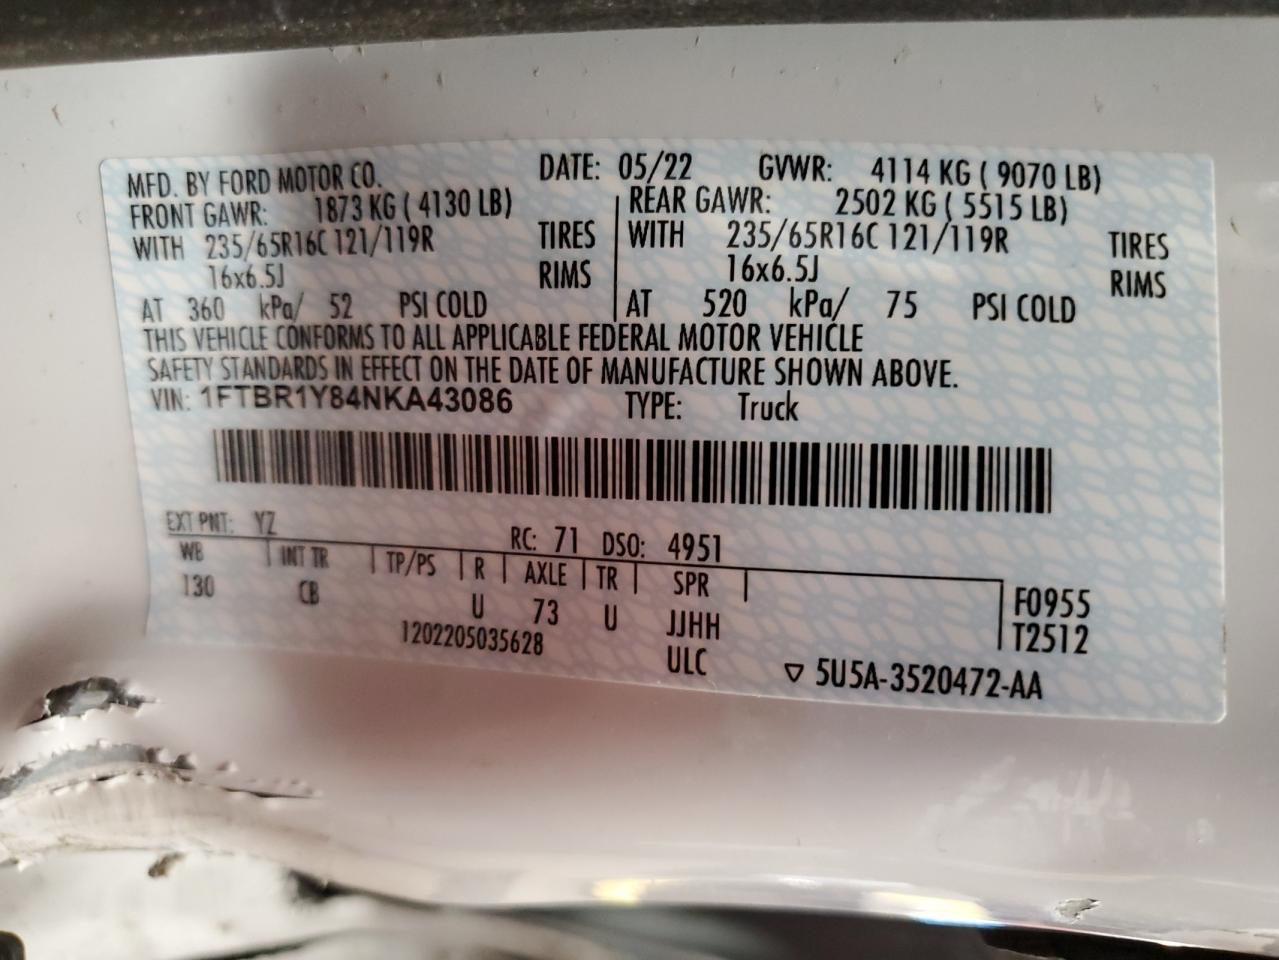 MFD. BY FORD MOTOR CO. DATE: 05/22 GVWR: 4114 KG ( 9070 LB)
FRONT GAWR: 1873 KG ( 4130 LB) REAR GAWR: 2502 KG ( 5515 LB)
WITH 235/65R16C 121/119R TIRES WITH 235/65R16C 121/119R TIRES
16x6.5J RIMS 16x6.5J RIMS
AT 360 kPa/ 52 PSI COLD AT 520 kPa/ 75 PSI COLD
THIS VEHICLE CONFORMS TO ALL APPLICABLE FEDERAL MOTOR VEHICLE
SAFETY STANDARDS IN EFFECT ON THE DATE OF MANUFACTURE SHOWN ABOVE.
VIN: 1FTBR1Y84NKA43086 TYPE: Truck
EXT PNT: YZ RC: 71 DSO: 4951
WB INT TR TP/PS R AXLE TR SPR F0955
130 CB U 73 U JJHH T2512
1202205035628 ULC ▽ 5U5A-3520472-AA